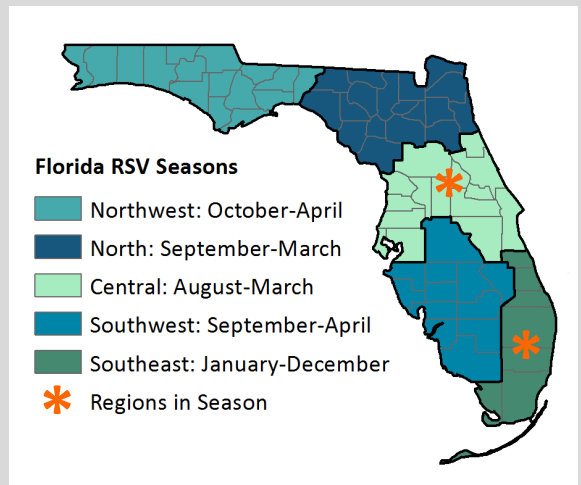 Florida RSV Seasons
Northwest: October-April
North: September-March
Central: August-March
Southwest: September-April
Southeast: January-December
Regions in Season